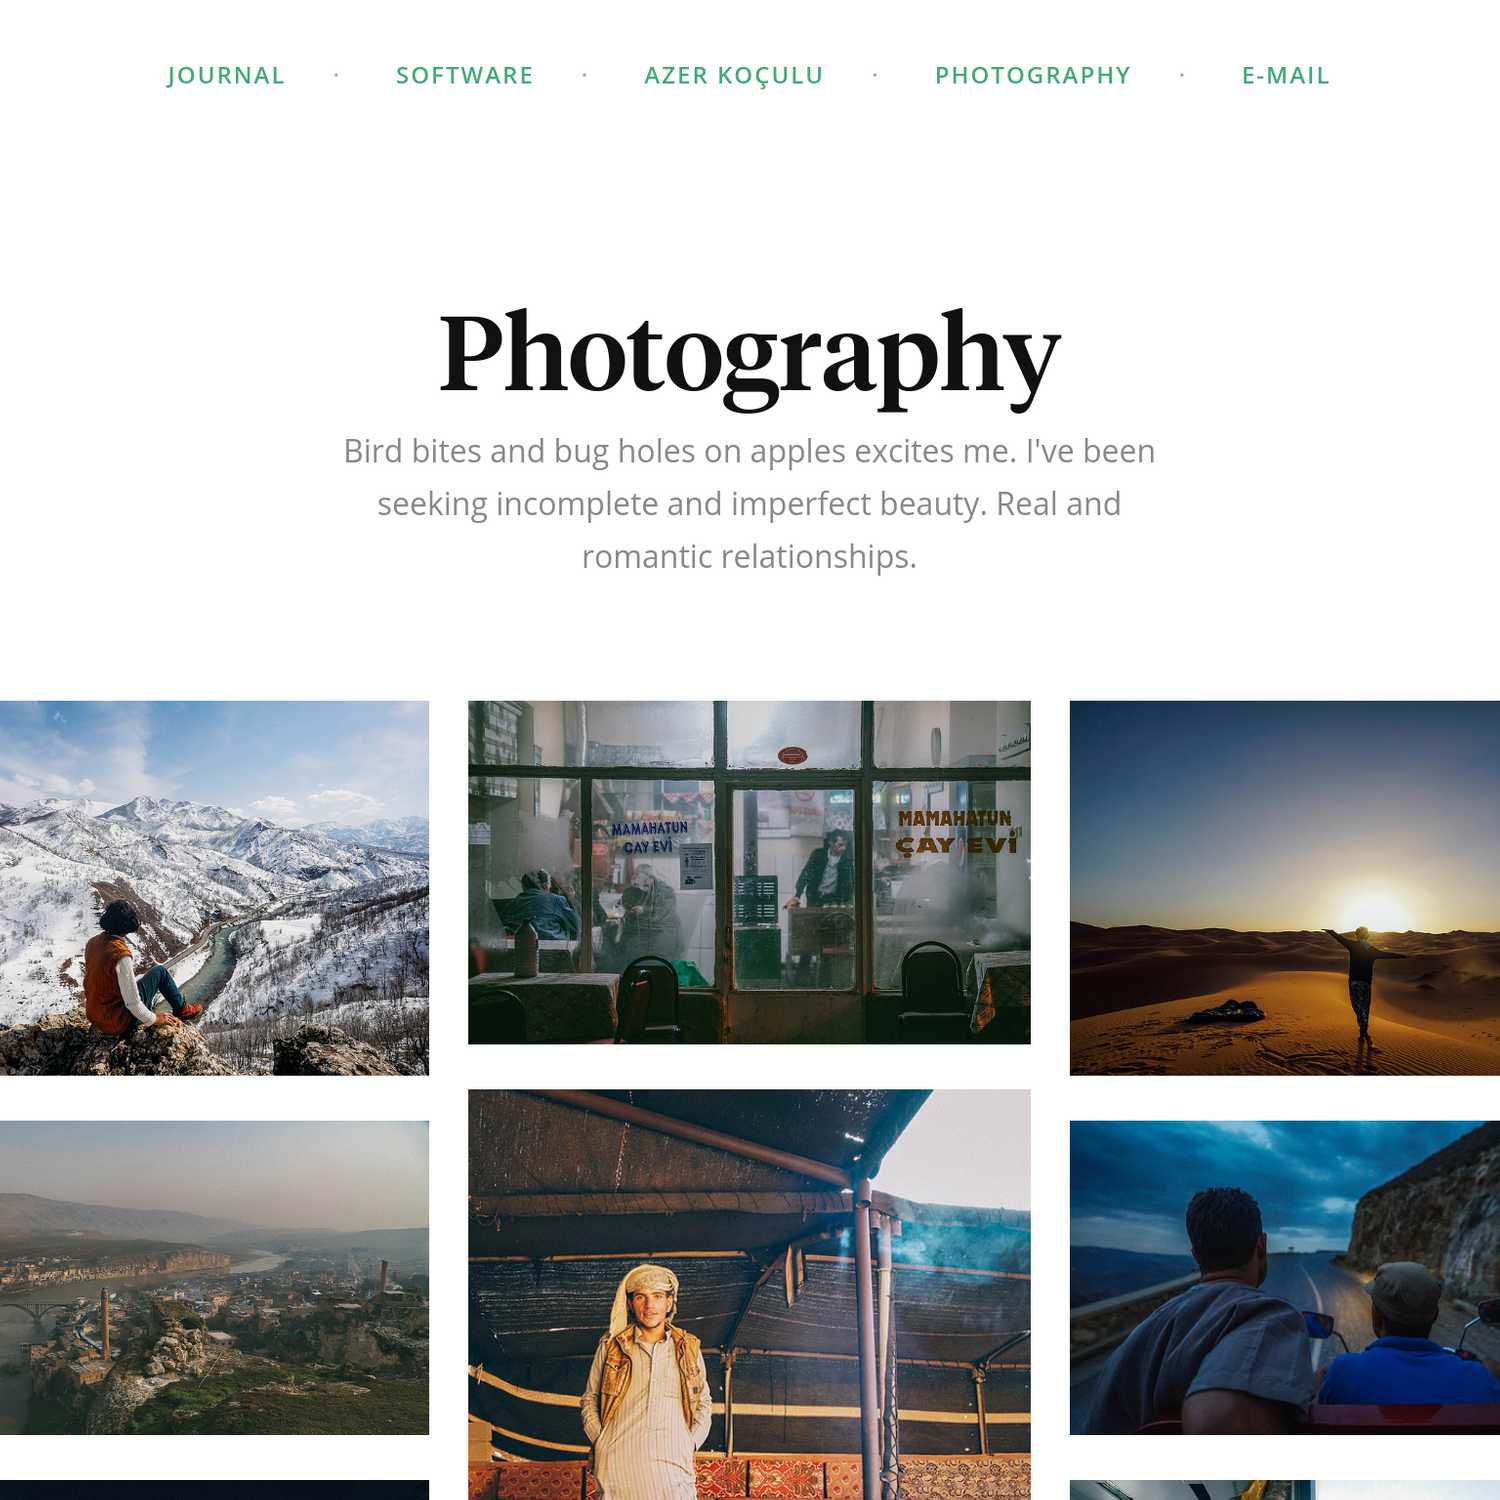 JOURNAL · SOFTWARE · AZER KOÇULU · PHOTOGRAPHY · E-MAIL
Photography
Bird bites and bug holes on apples excites me. I've been
seeking incomplete and imperfect beauty. Real and
romantic relationships.
MAMAHATUN
ÇAY EVİ
MAMAHATUN
ÇAY EVİ